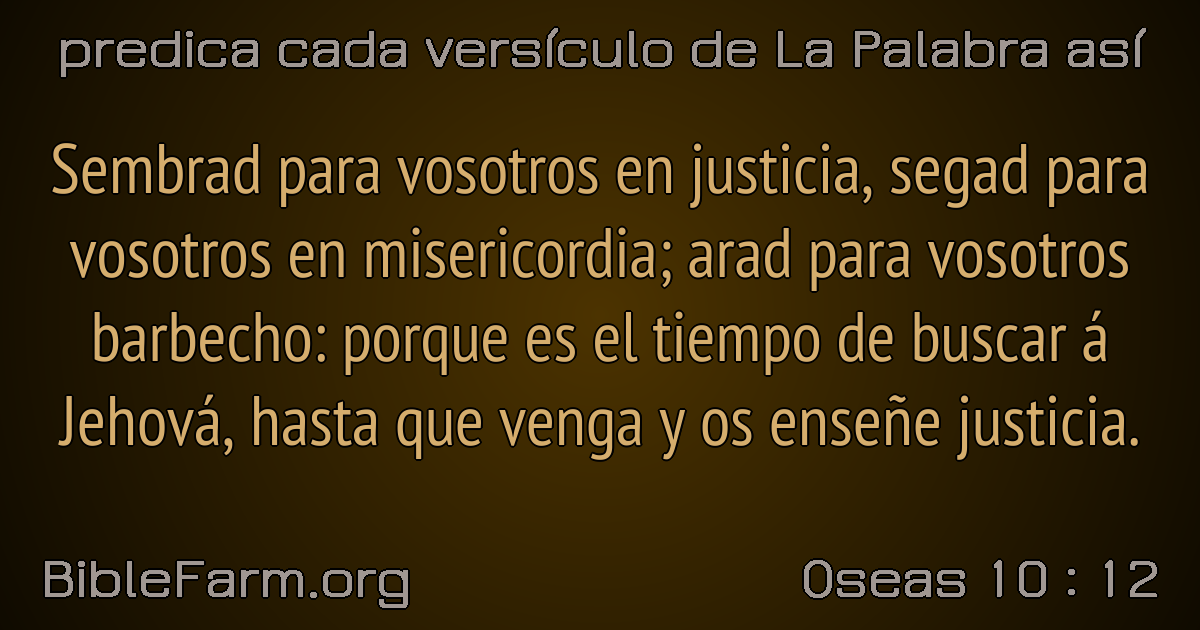 predica cada versículo de La Palabra así
Sembrad para vosotros en justicia, segad para
vosotros en misericordia; arad para vosotros
barbecho: porque es el tiempo de buscar á
Jehová, hasta que venga y os enseñe justicia.
BibleFarm.org
Oseas 10 : 12